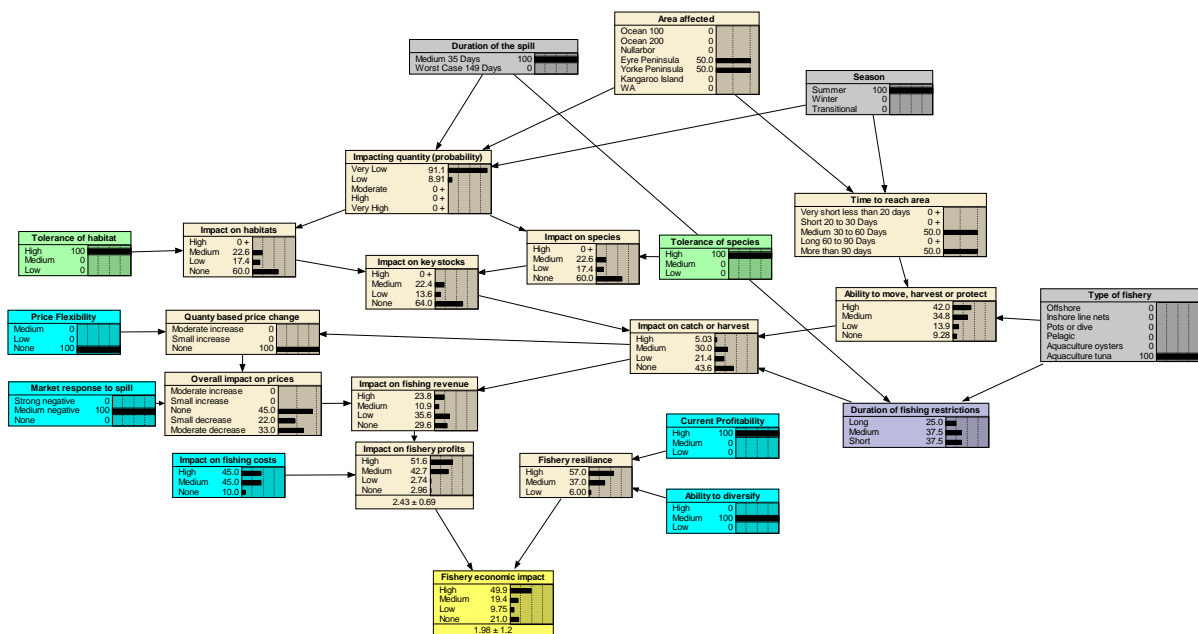 Area affected
Ocean 100 0
Ocean 200 0
Nullarbor 0
Eyre Peninsula 50.0
Yorke Peninsula 50.0
Kangaroo Island 0
WA 0
Duration of the spill
Medium 35 Days 100
Worst Case 149 Days 0
Season
Summer 100
Winter 0
Transitional 0
Impacting quantity (probability)
Very Low 91.1
Low 8.91
Moderate 0 +
High 0 +
Very High 0 +
Time to reach area
Very short less than 20 days 0 +
Short 20 to 30 Days 0 +
Medium 30 to 60 Days 50.0
Long 60 to 90 Days 0 +
More than 90 days 50.0
Tolerance of habitat
High 100
Medium 0
Low 0
Impact on habitats
High 0 +
Medium 22.6
Low 17.4
None 60.0
Impact on species
High 0 +
Medium 22.6
Low 17.4
None 60.0
Tolerance of species
High 100
Medium 0
Low 0
Impact on key stocks
High 0 +
Medium 22.4
Low 13.6
None 64.0
Ability to move, harvest or protect
High 42.0
Medium 34.8
Low 13.9
None 9.28
Type of fishery
Offshore 0
Inshore line nets 0
Pots or dive 0
Pelagic 0
Aquaculture oysters 0
Aquaculture tuna 100
Price Flexibility
Medium 0
Low 0
None 100
Quanty based price change
Moderate increase 0
Small increase 0
None 100
Impact on catch or harvest
High 5.03
Medium 30.0
Low 21.4
None 43.6
Market response to spill
Strong negative 0
Medium negative 100
None 0
Overall impact on prices
Moderate increase 0
Small increase 0
None 45.0
Small decrease 22.0
Moderate decrease 33.0
Impact on fishing revenue
High 23.8
Medium 10.9
Low 35.6
None 29.6
Duration of fishing restrictions
Long 25.0
Medium 37.5
Short 37.5
Current Profitability
High 100
Medium 0
Low 0
Impact on fishing costs
High 45.0
Medium 45.0
None 10.0
Impact on fishery profits
High 51.6
Medium 42.7
Low 2.74
None 2.96
2.43 ± 0.69
Fishery resiliance
High 57.0
Medium 37.0
Low 6.00
Ability to diversify
High 0
Medium 100
Low 0
Fishery economic impact
High 49.9
Medium 19.4
Low 9.75
None 21.0
1.98 ± 1.2